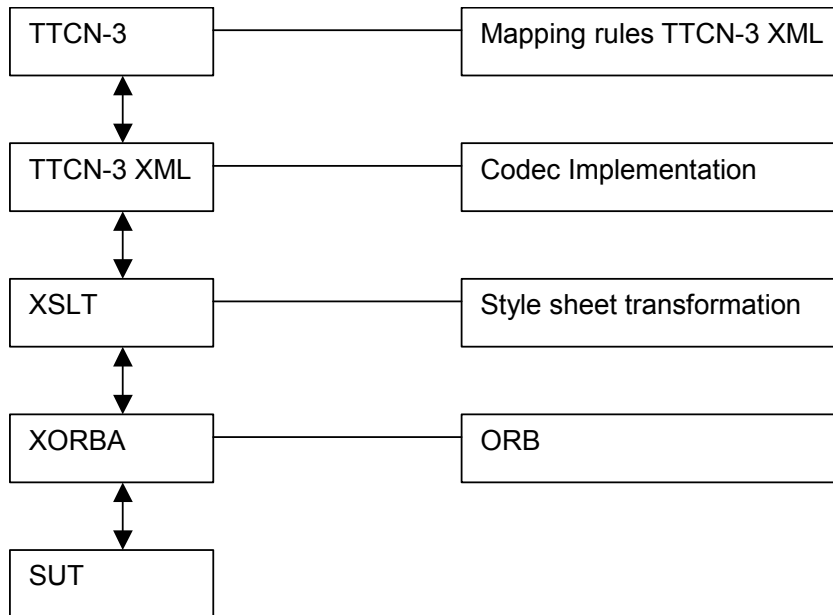 TTCN-3
Mapping rules TTCN-3 XML
TTCN-3 XML
Codec Implementation
XSLT
Style sheet transformation
XORBA
ORB
SUT